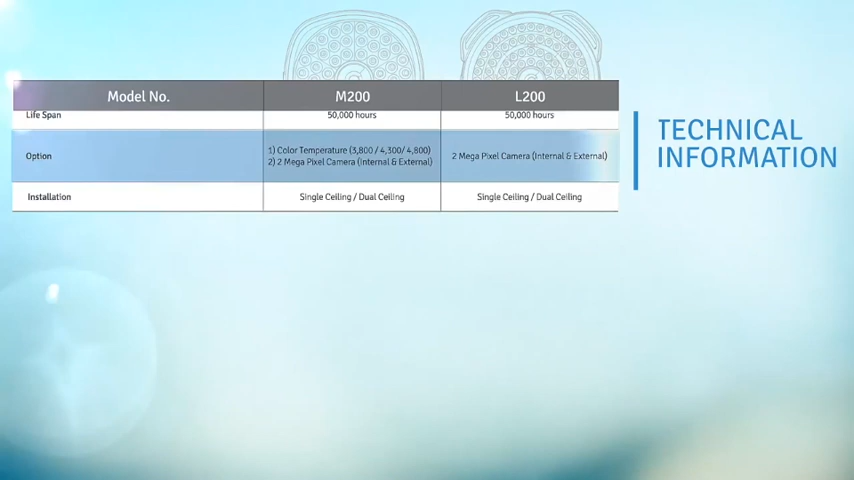 Model No. M200 L200
Life Span 50,000 hours 50,000 hours
Option 1) Color Temperature (3,800 / 4,300/ 4,800)
2) 2 Mega Pixel Camera (Internal & External) 2 Mega Pixel Camera (Internal & External)
Installation Single Ceiling / Dual Ceiling Single Ceiling / Dual Ceiling
TECHNICAL
INFORMATION